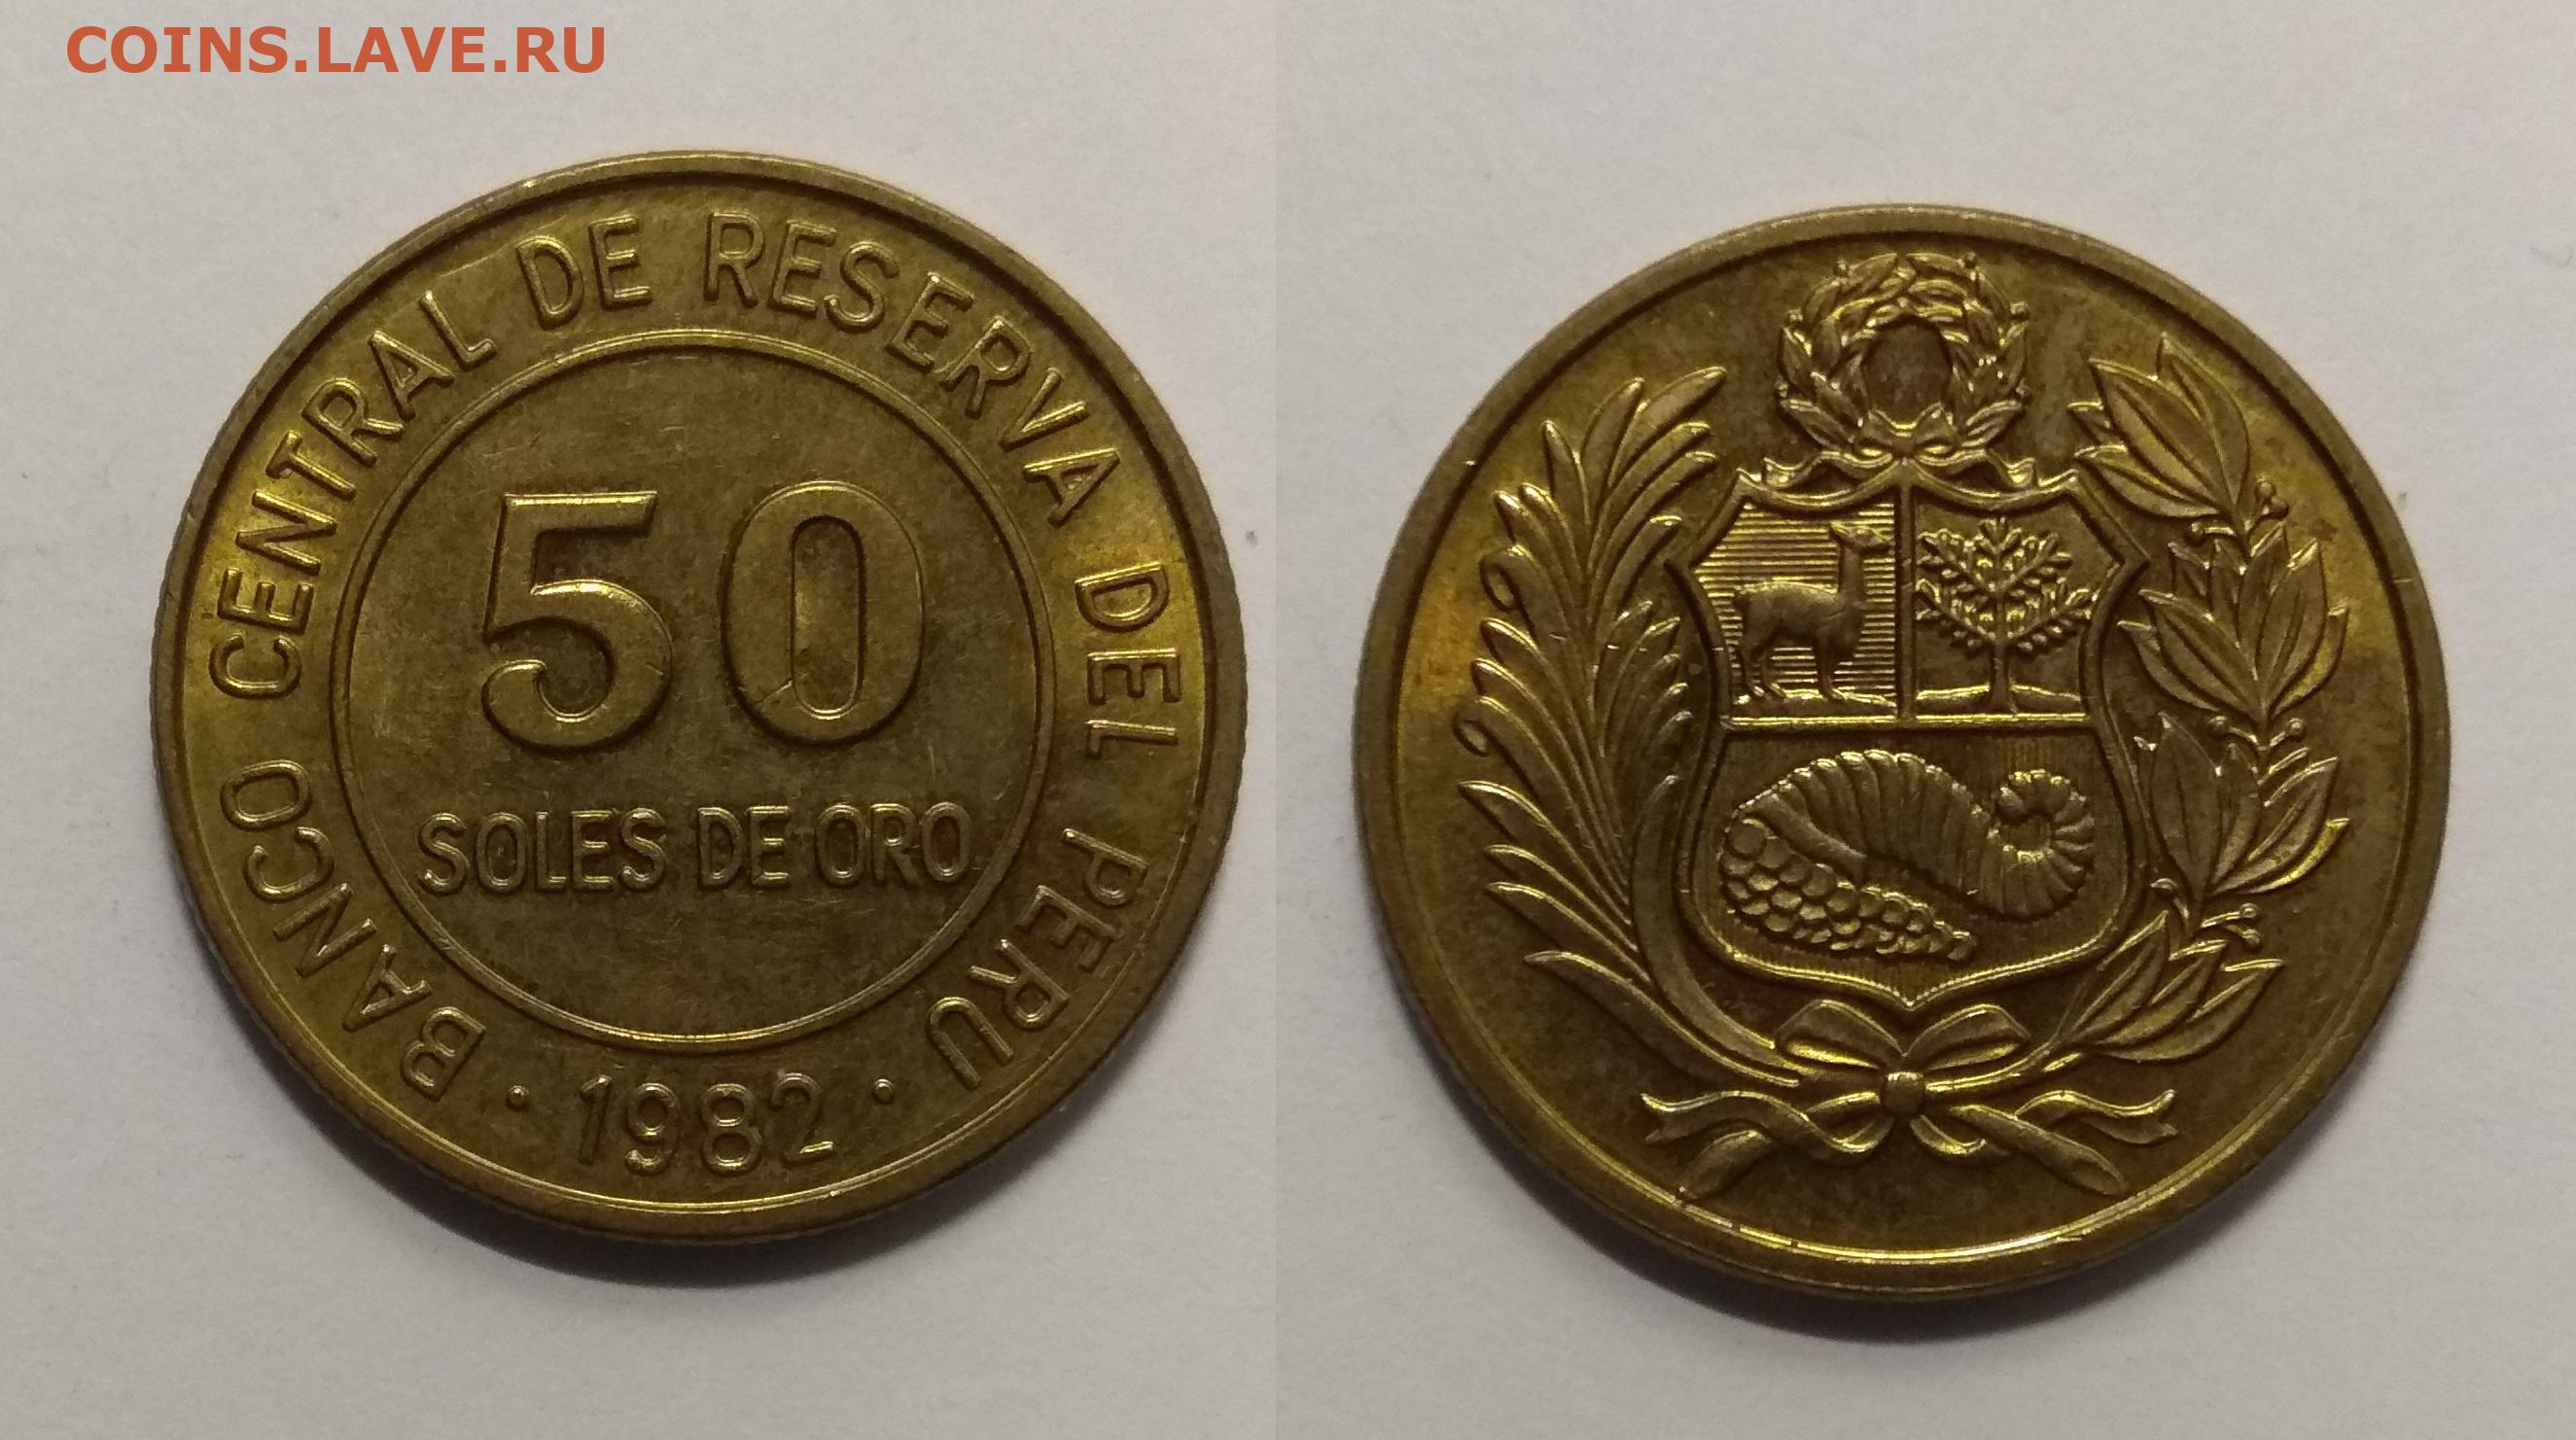 COINS.LAVE.RU
BANCO CENTRAL DE RESERVA DEL PERU
50
SOLES DE ORO
· 1982 ·